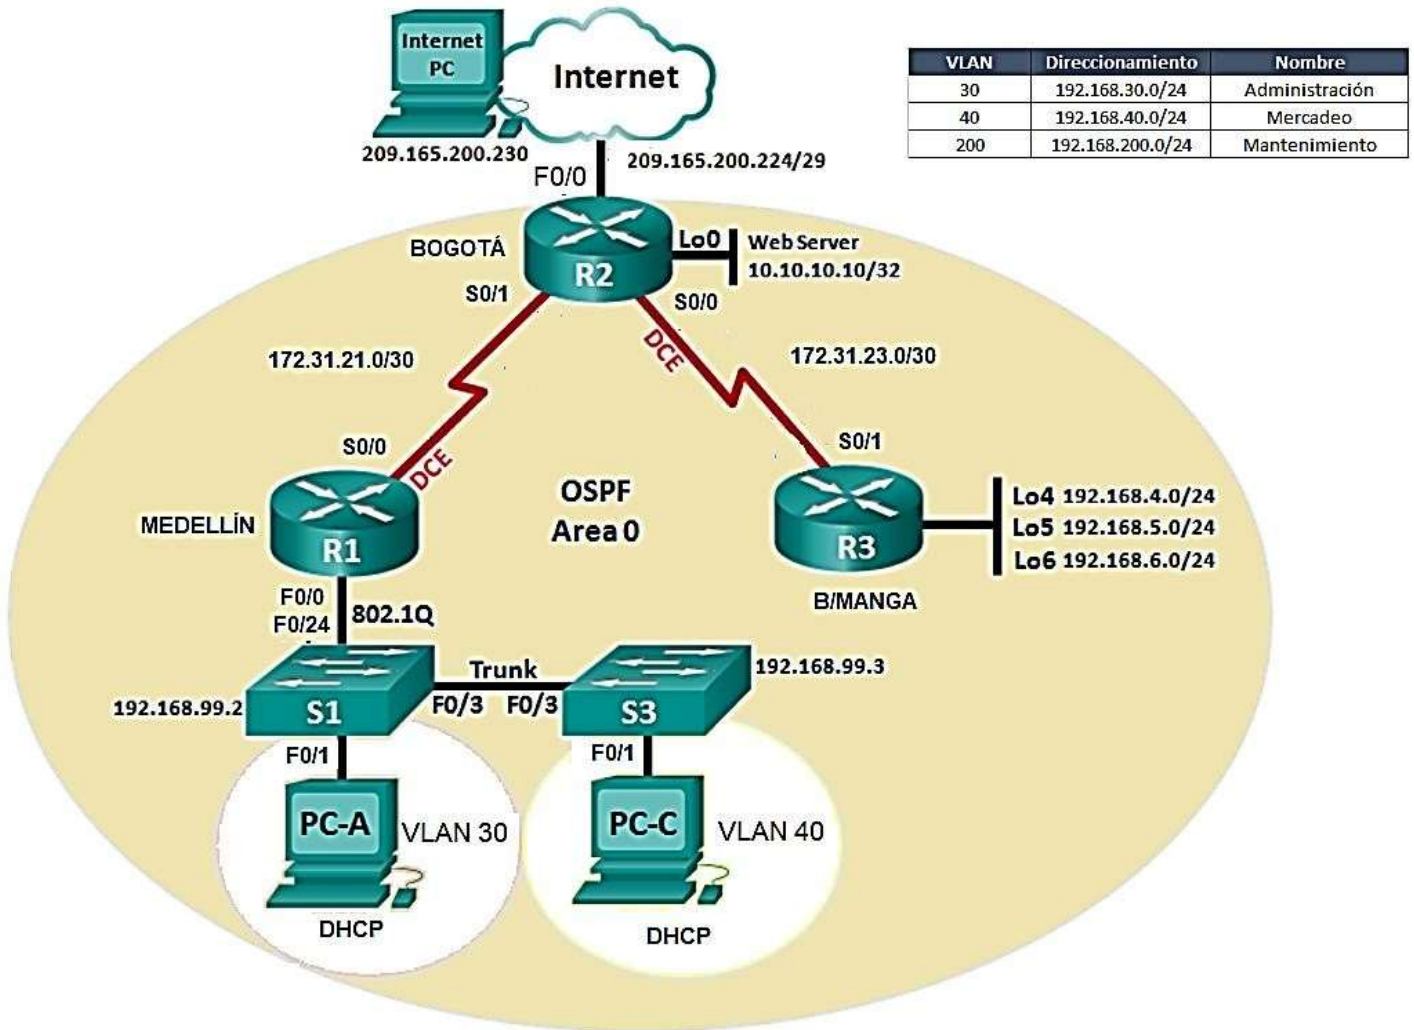 Internet
PC
Internet
209.165.200.230
F0/0
209.165.200.224/29
VLAN Direccionamiento Nombre
30 192.168.30.0/24 Administración
40 192.168.40.0/24 Mercadeo
200 192.168.200.0/24 Mantenimiento
BOGOTÁ
R2
Lo0
Web Server
10.10.10.10/32
S0/1
S0/0
DCE
172.31.21.0/30
172.31.23.0/30
S0/0
DCE
S0/1
OSPF
Area 0
MEDELLÍN
R1
R3
B/MANGA
Lo4 192.168.4.0/24
Lo5 192.168.5.0/24
Lo6 192.168.6.0/24
F0/0
F0/24
802.1Q
Trunk
192.168.99.2
S1
F0/3
F0/3
S3
192.168.99.3
F0/1
F0/1
PC-A
VLAN 30
DHCP
PC-C
VLAN 40
DHCP